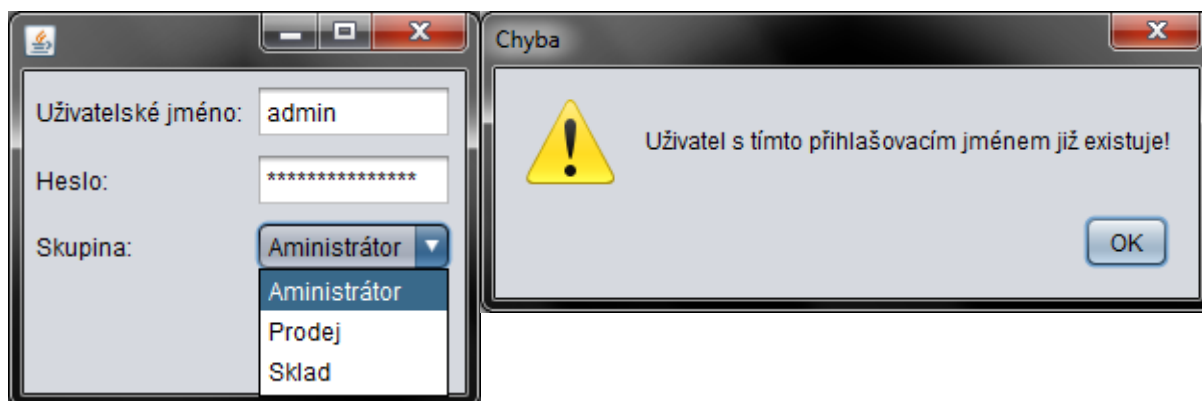 Uživatelské jméno:
admin
Heslo:
***************
Skupina:
Aministrátor
Aministrátor
Prodej
Sklad
Chyba
Uživatel s tímto přihlašovacím jménem již existuje!
OK